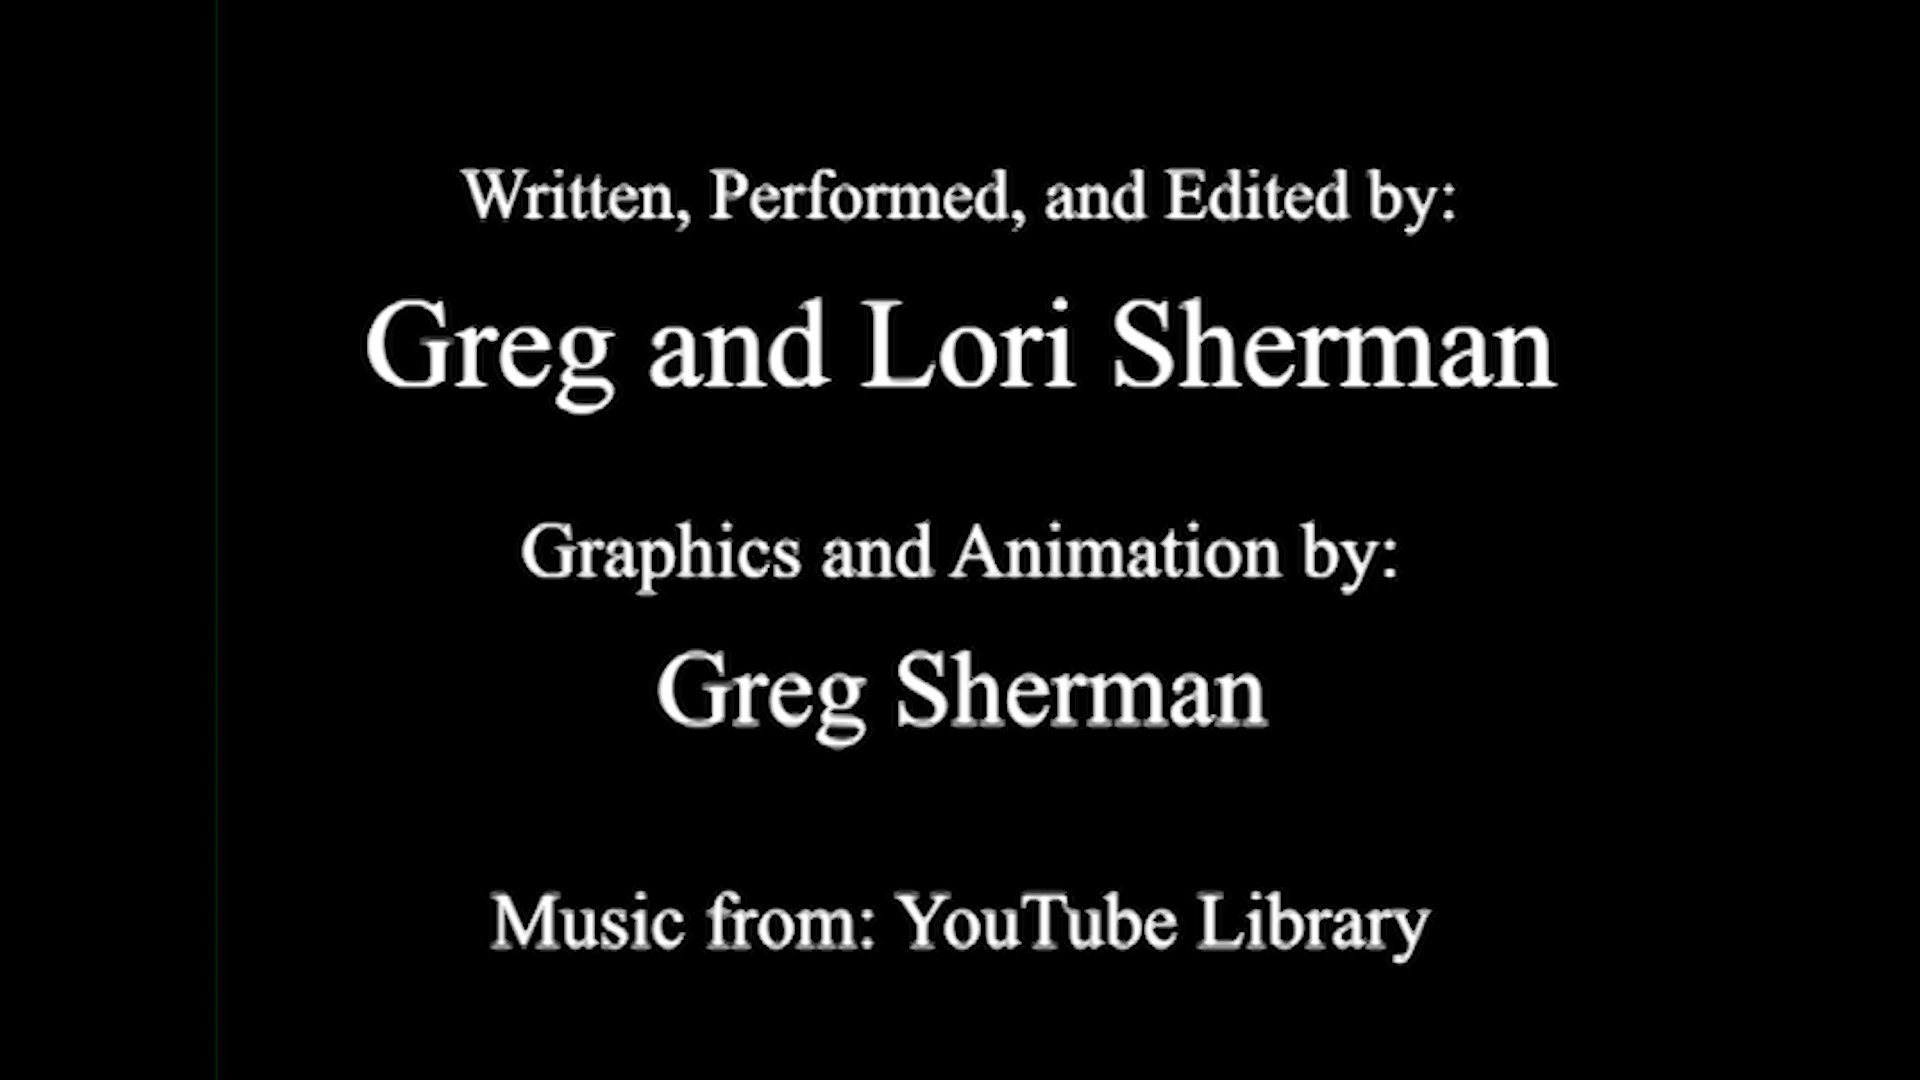 Written, Performed, and Edited by:
Greg and Lori Sherman
Graphics and Animation by:
Greg Sherman
Music from: YouTube Library